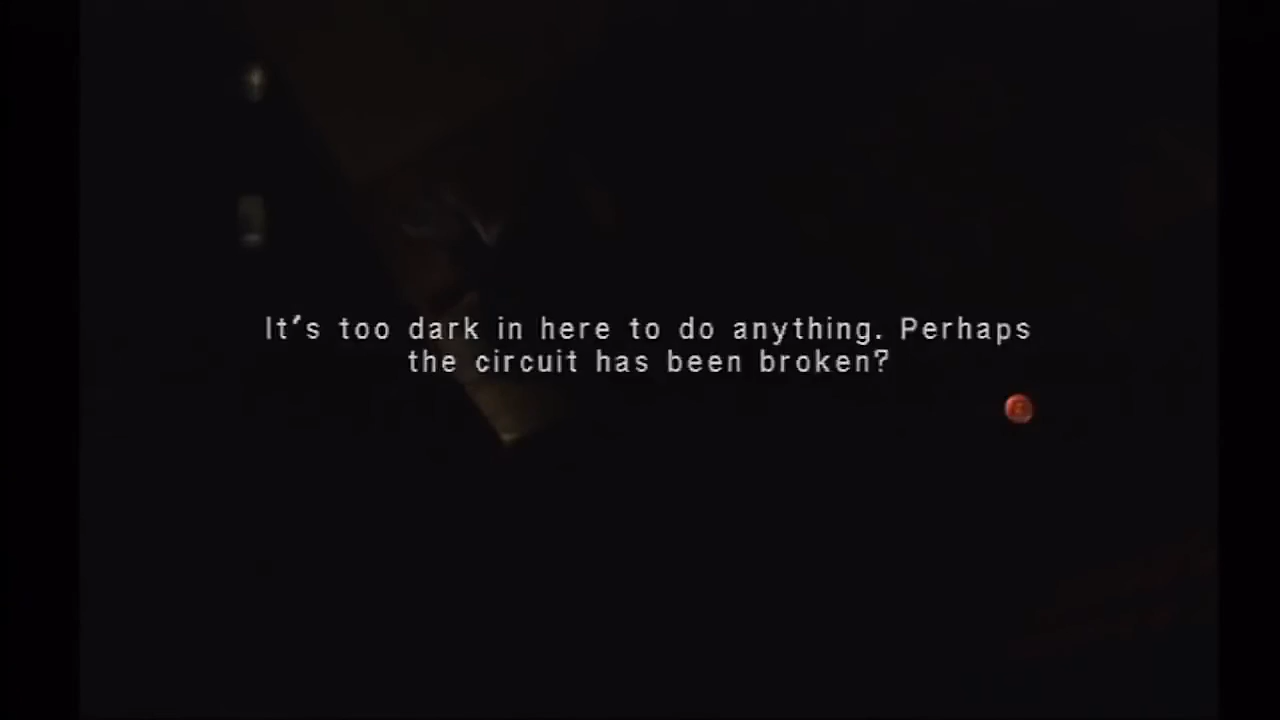 It's too dark in here to do anything. Perhaps
the circuit has been broken?